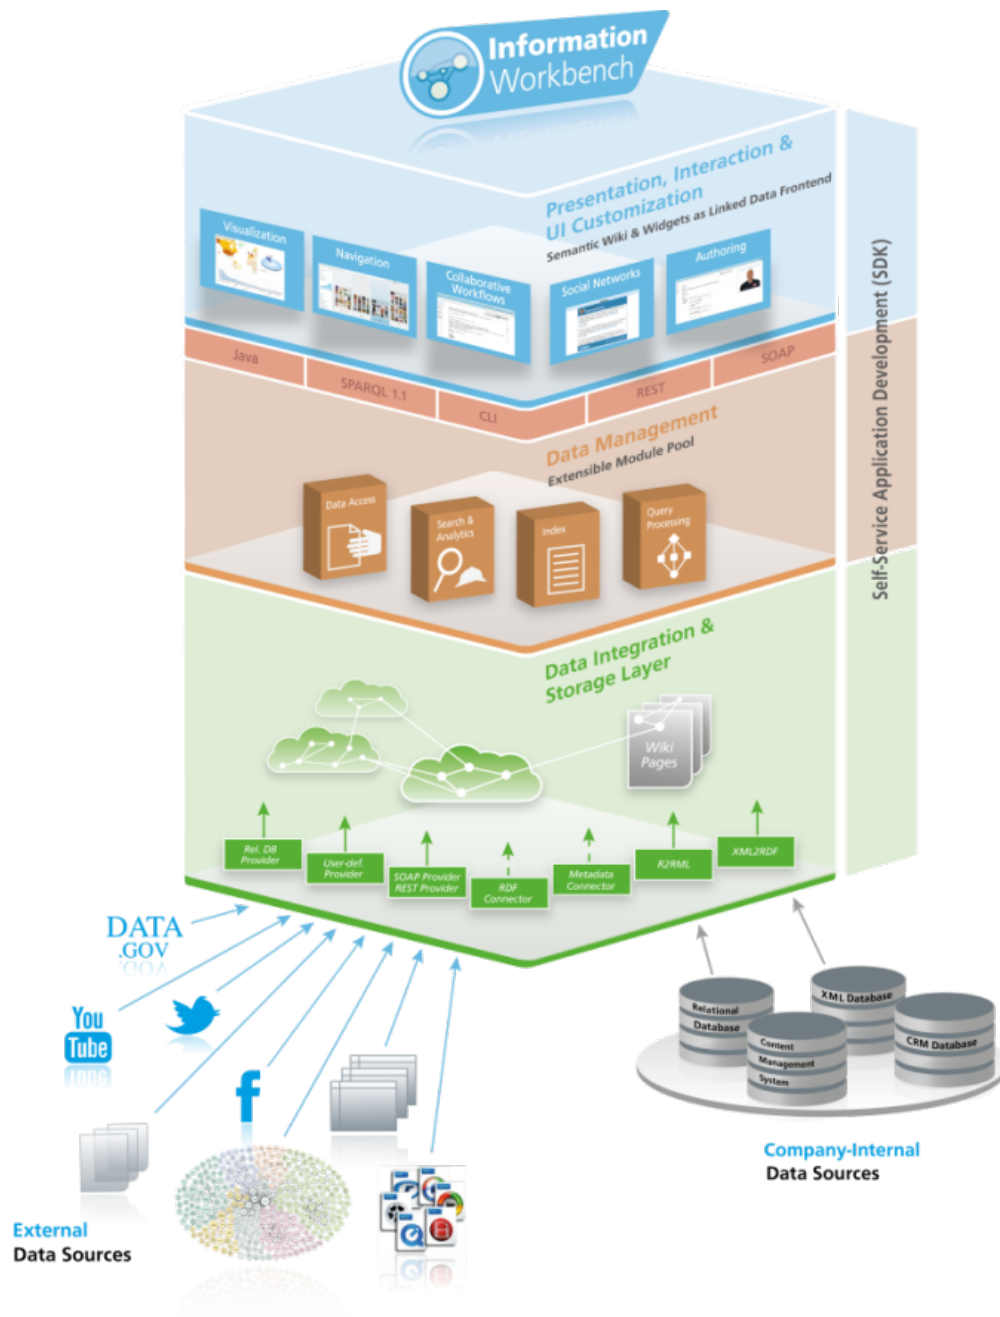 Information
Workbench
Presentation, Interaction &
UI Customization
Semantic Wiki & Widgets as Linked Data Frontend
Visualization
Navigation
Collaborative
Workflows
Social Networks
Authoring
Java
SPARQL 1.1
CLI
REST
SOAP
Data Management
Extensible Module Pool
Data Access
Search &
Analytics
Index
Query
Processing
Self-Service Application Development (SDK)
Data Integration &
Storage Layer
Wiki
Pages
Rel. DB
Provider
User-def.
Provider
SOAP Provider
REST Provider
RDF
Connector
Metadata
Connector
R2RML
XML2RDF
DATA
.GOV
You
Tube
f
Relational
Database
XML Database
Content
Management
System
CRM Database
Company-Internal
Data Sources
External
Data Sources